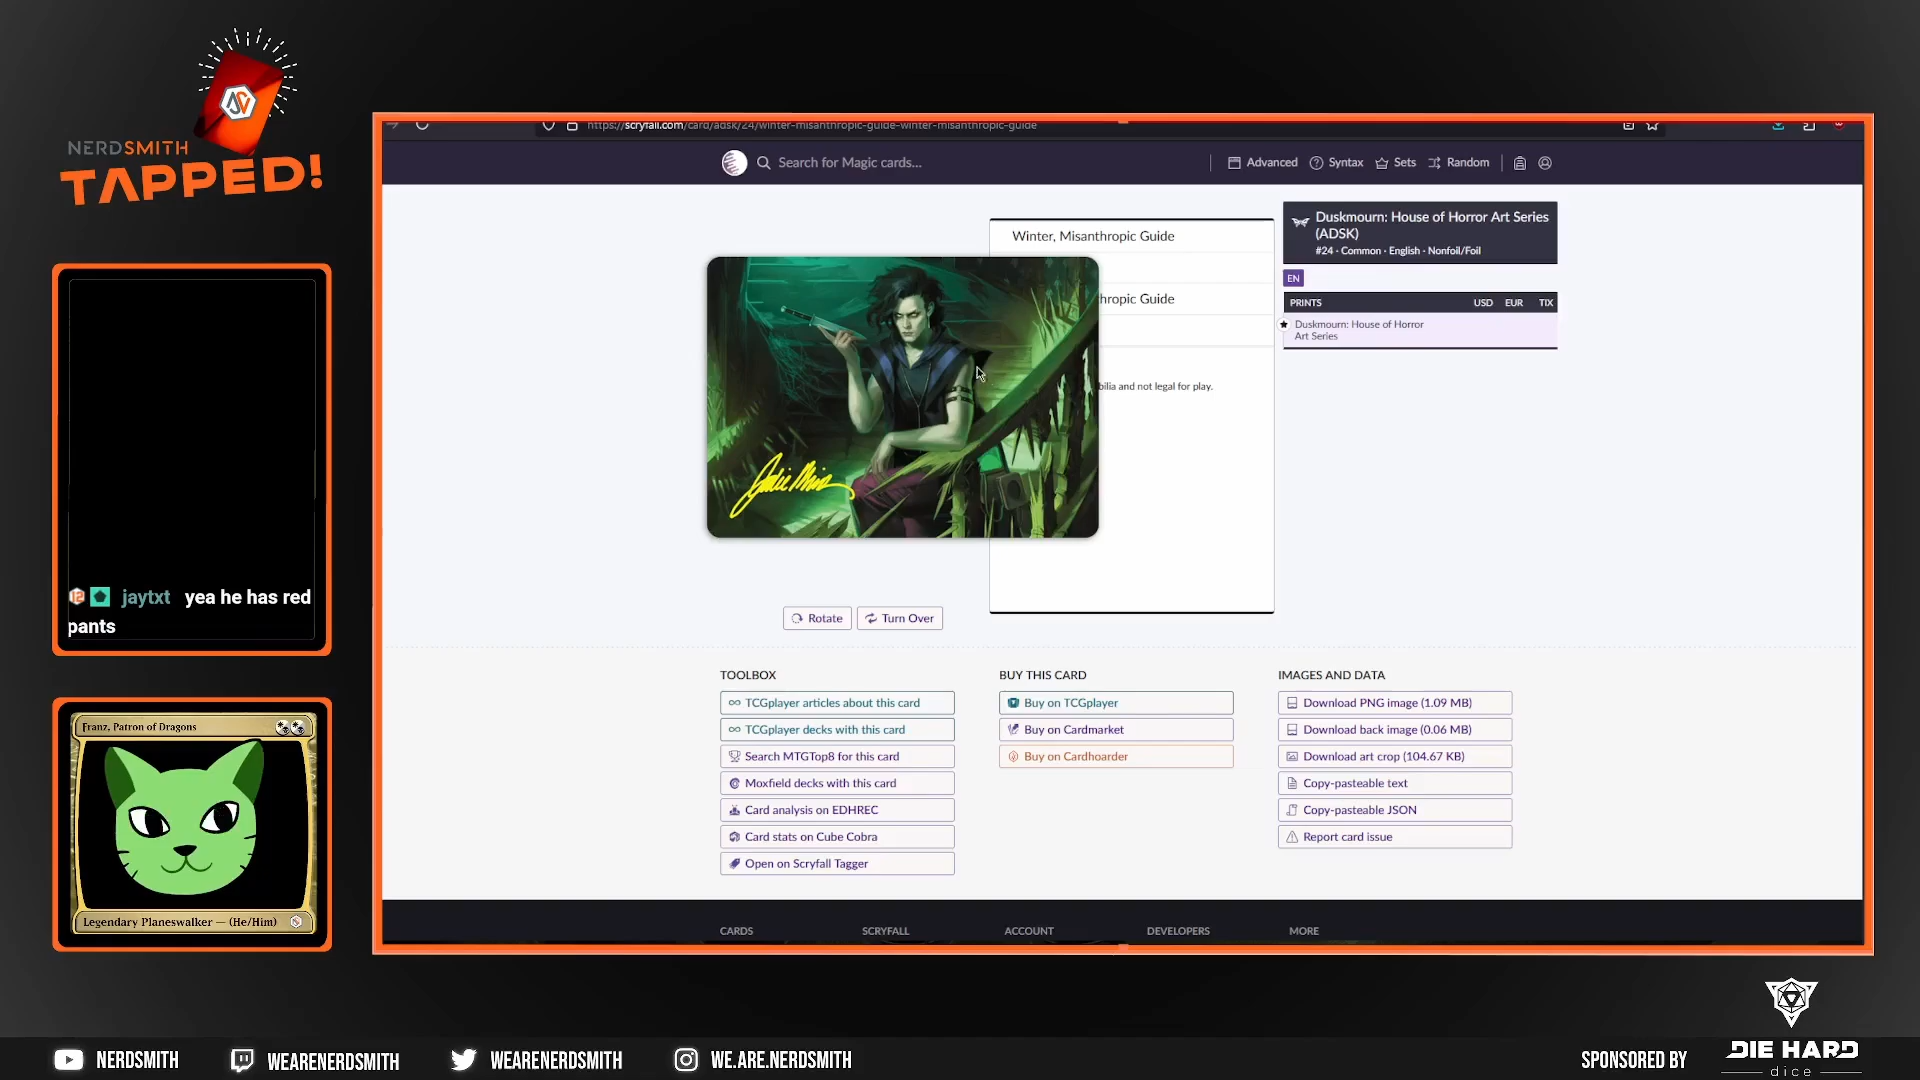 NERDSMITH
TAPPED!
https://scryfall.com/card/adsk/24/winter-misanthropic-guide-winter-misanthropic-guide
Search for Magic cards...
Advanced
Syntax
Sets
Random
Winter, Misanthropic Guide
hropic Guide
bilia and not legal for play.
Duskmourn: House of Horror Art Series
(ADSK)
#24 · Common · English · Nonfoil/Foil
EN
PRINTS USD EUR TIX
Duskmourn: House of Horror
Art Series
Rotate
Turn Over
jaytxt yea he has red
pants
Franz, Patron of Dragons
Legendary Planeswalker — (He/Him)
TOOLBOX
TCGplayer articles about this card
TCGplayer decks with this card
Search MTGTop8 for this card
Moxfield decks with this card
Card analysis on EDHREC
Card stats on Cube Cobra
Open on Scryfall Tagger
BUY THIS CARD
Buy on TCGplayer
Buy on Cardmarket
Buy on Cardhoarder
IMAGES AND DATA
Download PNG image (1.09 MB)
Download back image (0.06 MB)
Download art crop (104.67 KB)
Copy-pasteable text
Copy-pasteable JSON
Report card issue
CARDS SCRYFALL ACCOUNT DEVELOPERS MORE
NERDSMITH
WEARENERDSMITH
WEARENERDSMITH
WE.ARE.NERDSMITH
SPONSORED BY
DIE HARD
dice